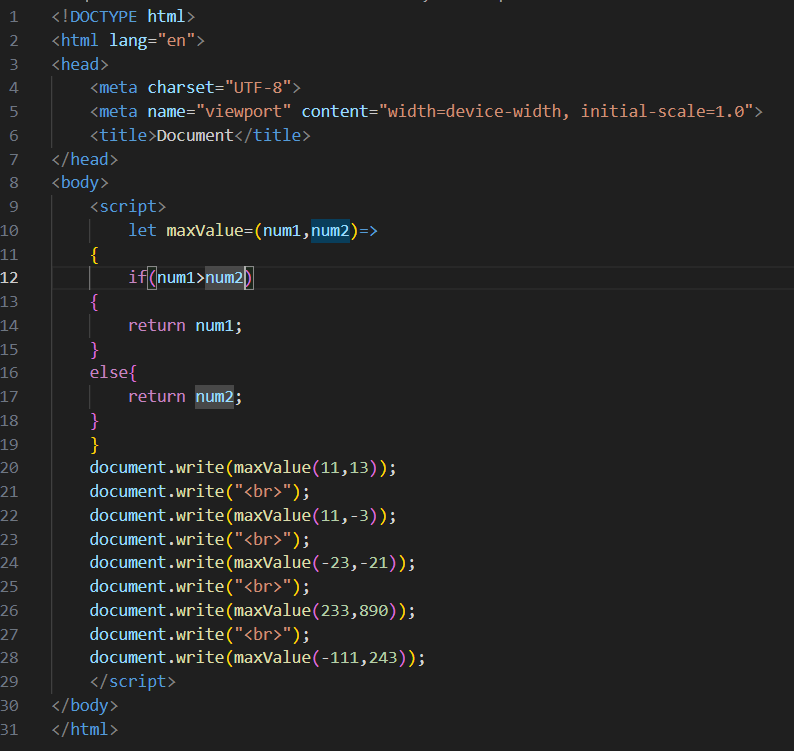 1 <!DOCTYPE html>
2 <html lang="en">
3 <head>
4     <meta charset="UTF-8">
5     <meta name="viewport" content="width=device-width, initial-scale=1.0">
6     <title>Document</title>
7 </head>
8 <body>
9     <script>
10         let maxValue=(num1,num2)=>
11     {
12         if(num1>num2)
13     {
14         return num1;
15     }
16     else{
17         return num2;
18     }
19     }
20     document.write(maxValue(11,13));
21     document.write("<br>");
22     document.write(maxValue(11,-3));
23     document.write("<br>");
24     document.write(maxValue(-23,-21));
25     document.write("<br>");
26     document.write(maxValue(233,890));
27     document.write("<br>");
28     document.write(maxValue(-111,243));
29     </script>
30 </body>
31 </html>